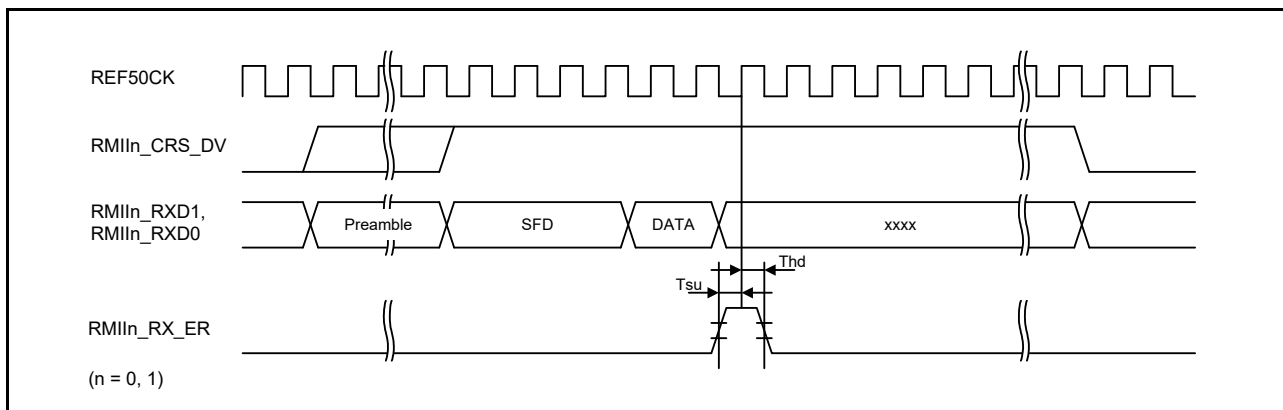 REF50CK
RMIIn_CRS_DV
RMIIn_RXD1,
RMIIn_RXD0
Preamble
SFD
DATA
xxxx
Thd
Tsu
RMIIn_RX_ER
(n = 0, 1)